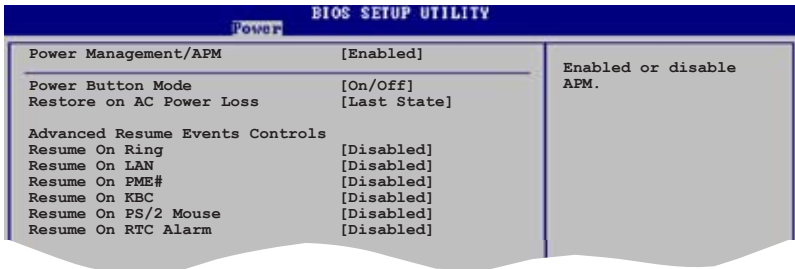 BIOS SETUP UTILITY
Power
Power Management/APM [Enabled]
Power Button Mode [On/Off]
Restore on AC Power Loss [Last State]
Advanced Resume Events Controls
Resume On Ring [Disabled]
Resume On LAN [Disabled]
Resume On PME# [Disabled]
Resume On KBC [Disabled]
Resume On PS/2 Mouse [Disabled]
Resume On RTC Alarm [Disabled]
Enabled or disable
APM.